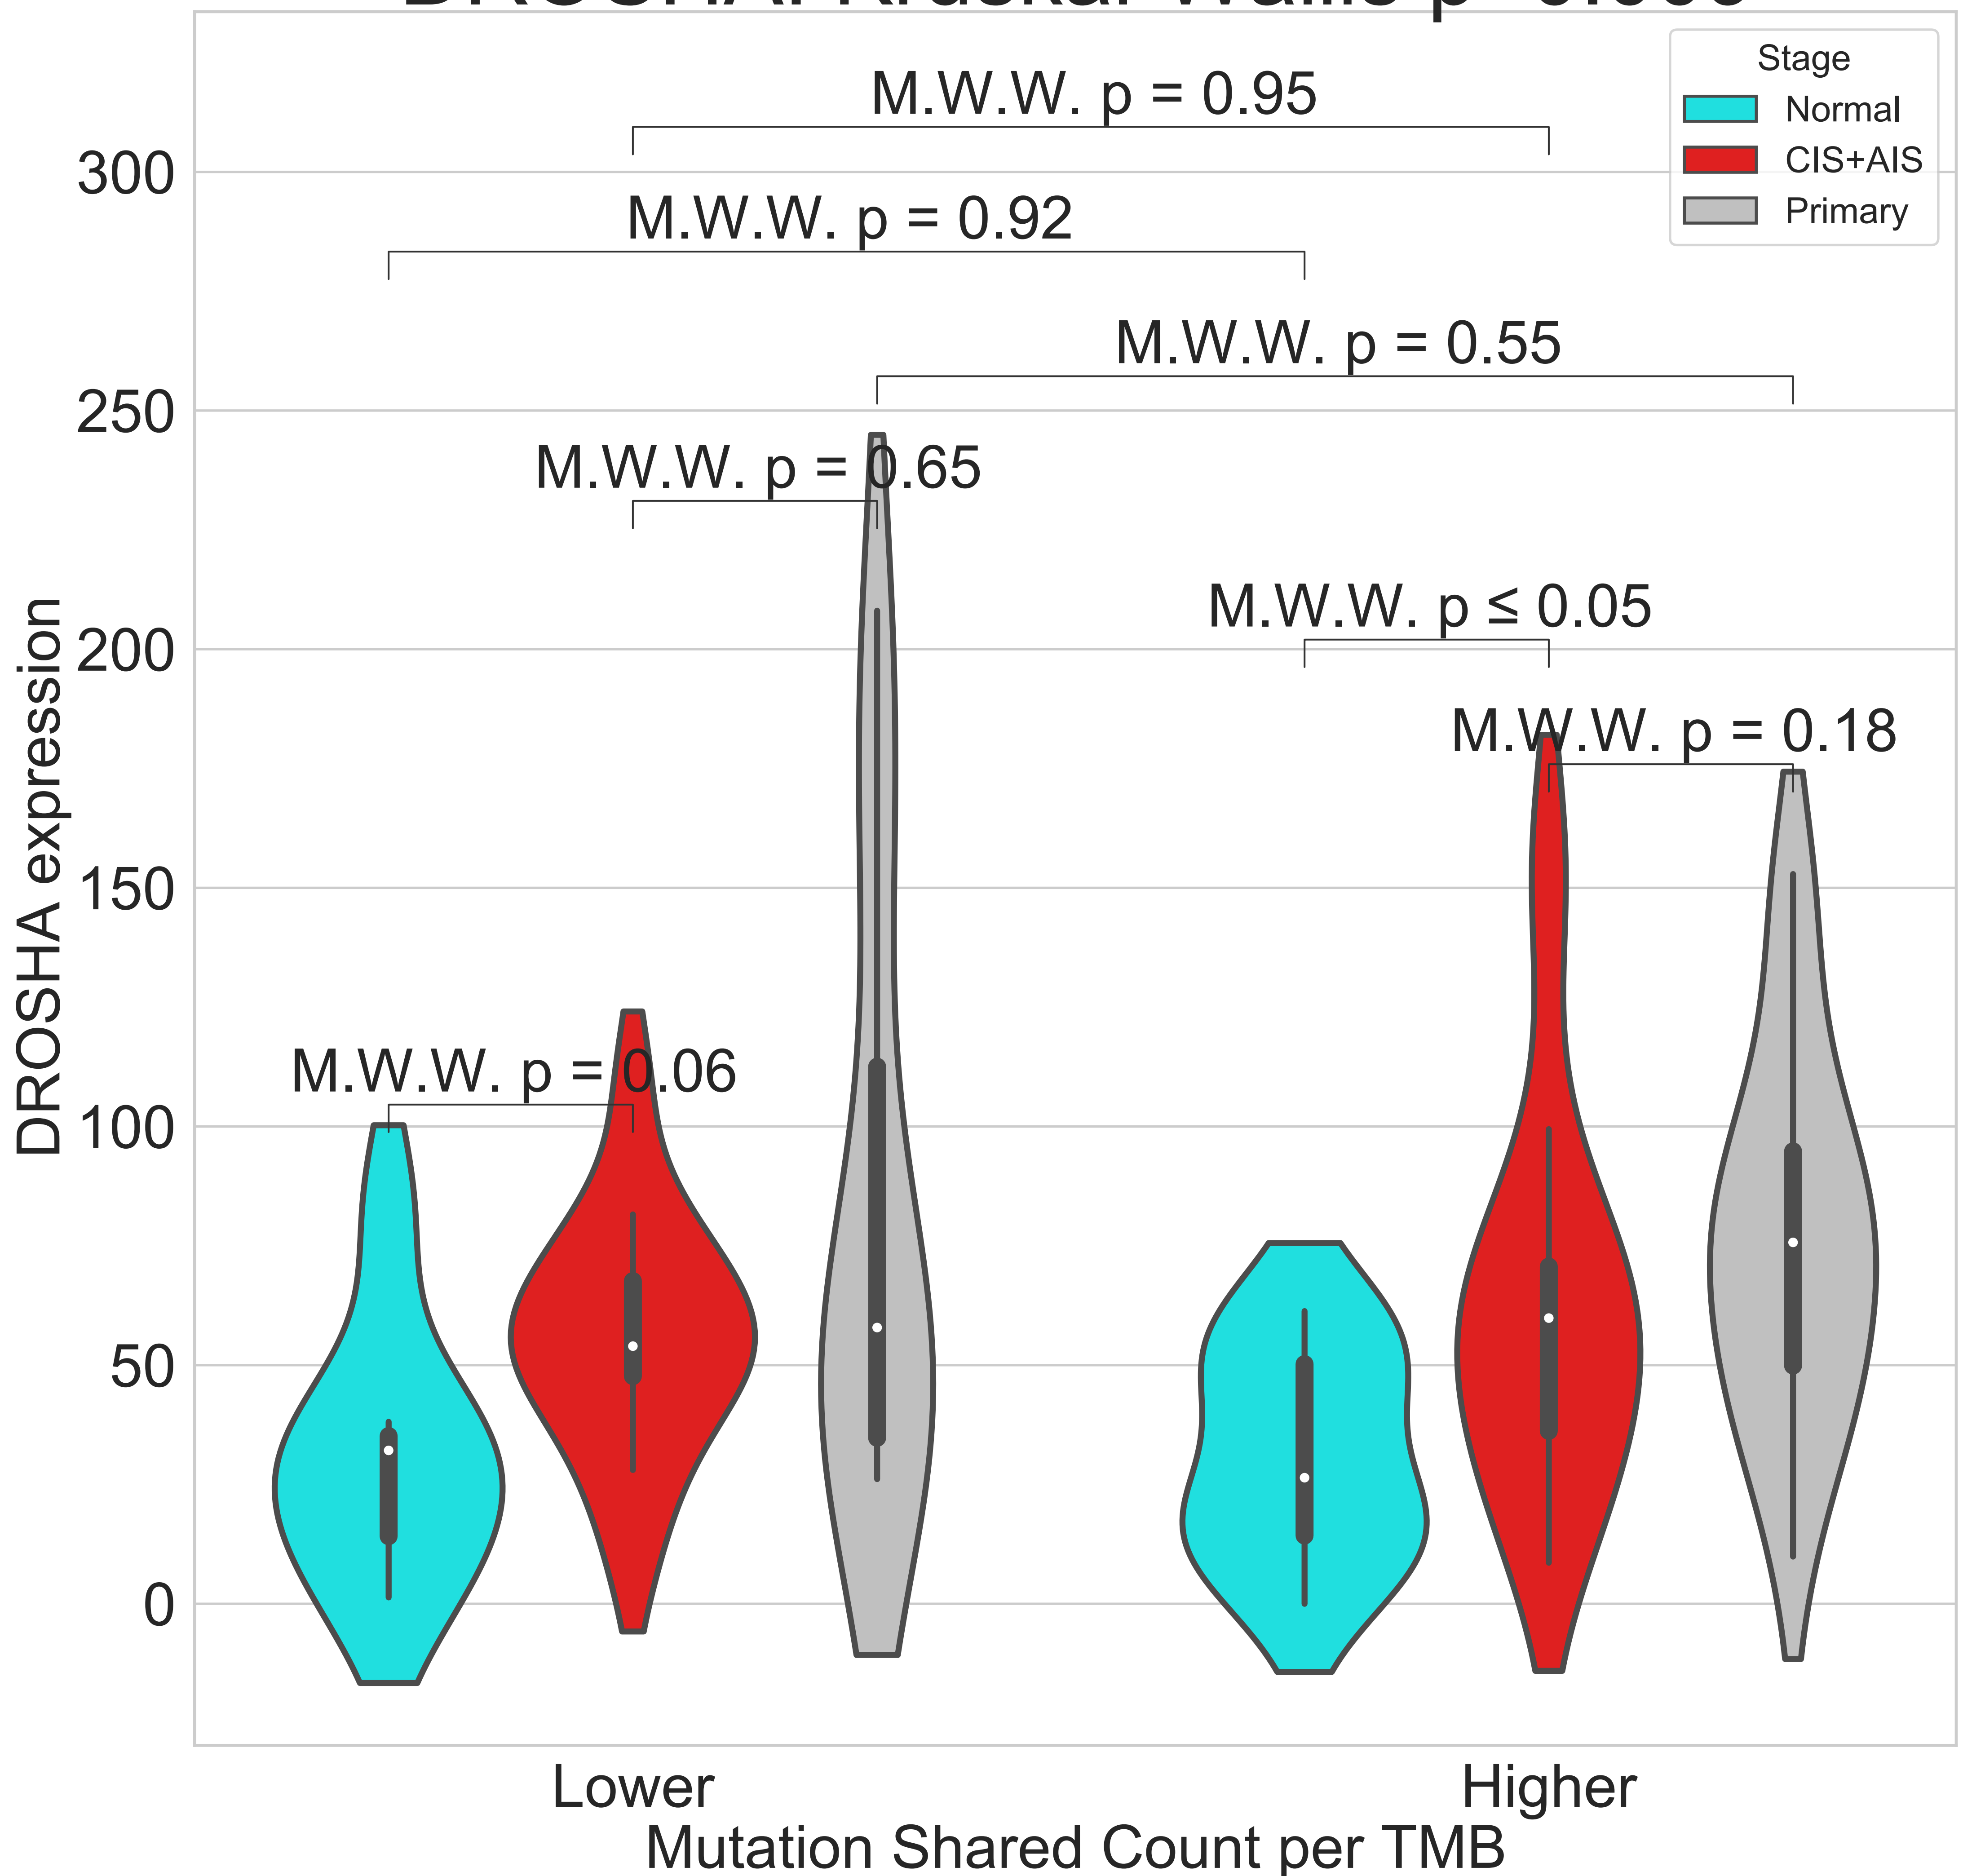 Stage
Normal
CIS+AIS
Primary
M.W.W. p = 0.95
M.W.W. p = 0.92
M.W.W. p = 0.55
M.W.W. p = 0.65
M.W.W. p ≤ 0.05
M.W.W. p = 0.18
M.W.W. p = 0.06
300
250
200
150
100
50
0
DROSHA expression
Lower
Higher
Mutation Shared Count per TMB